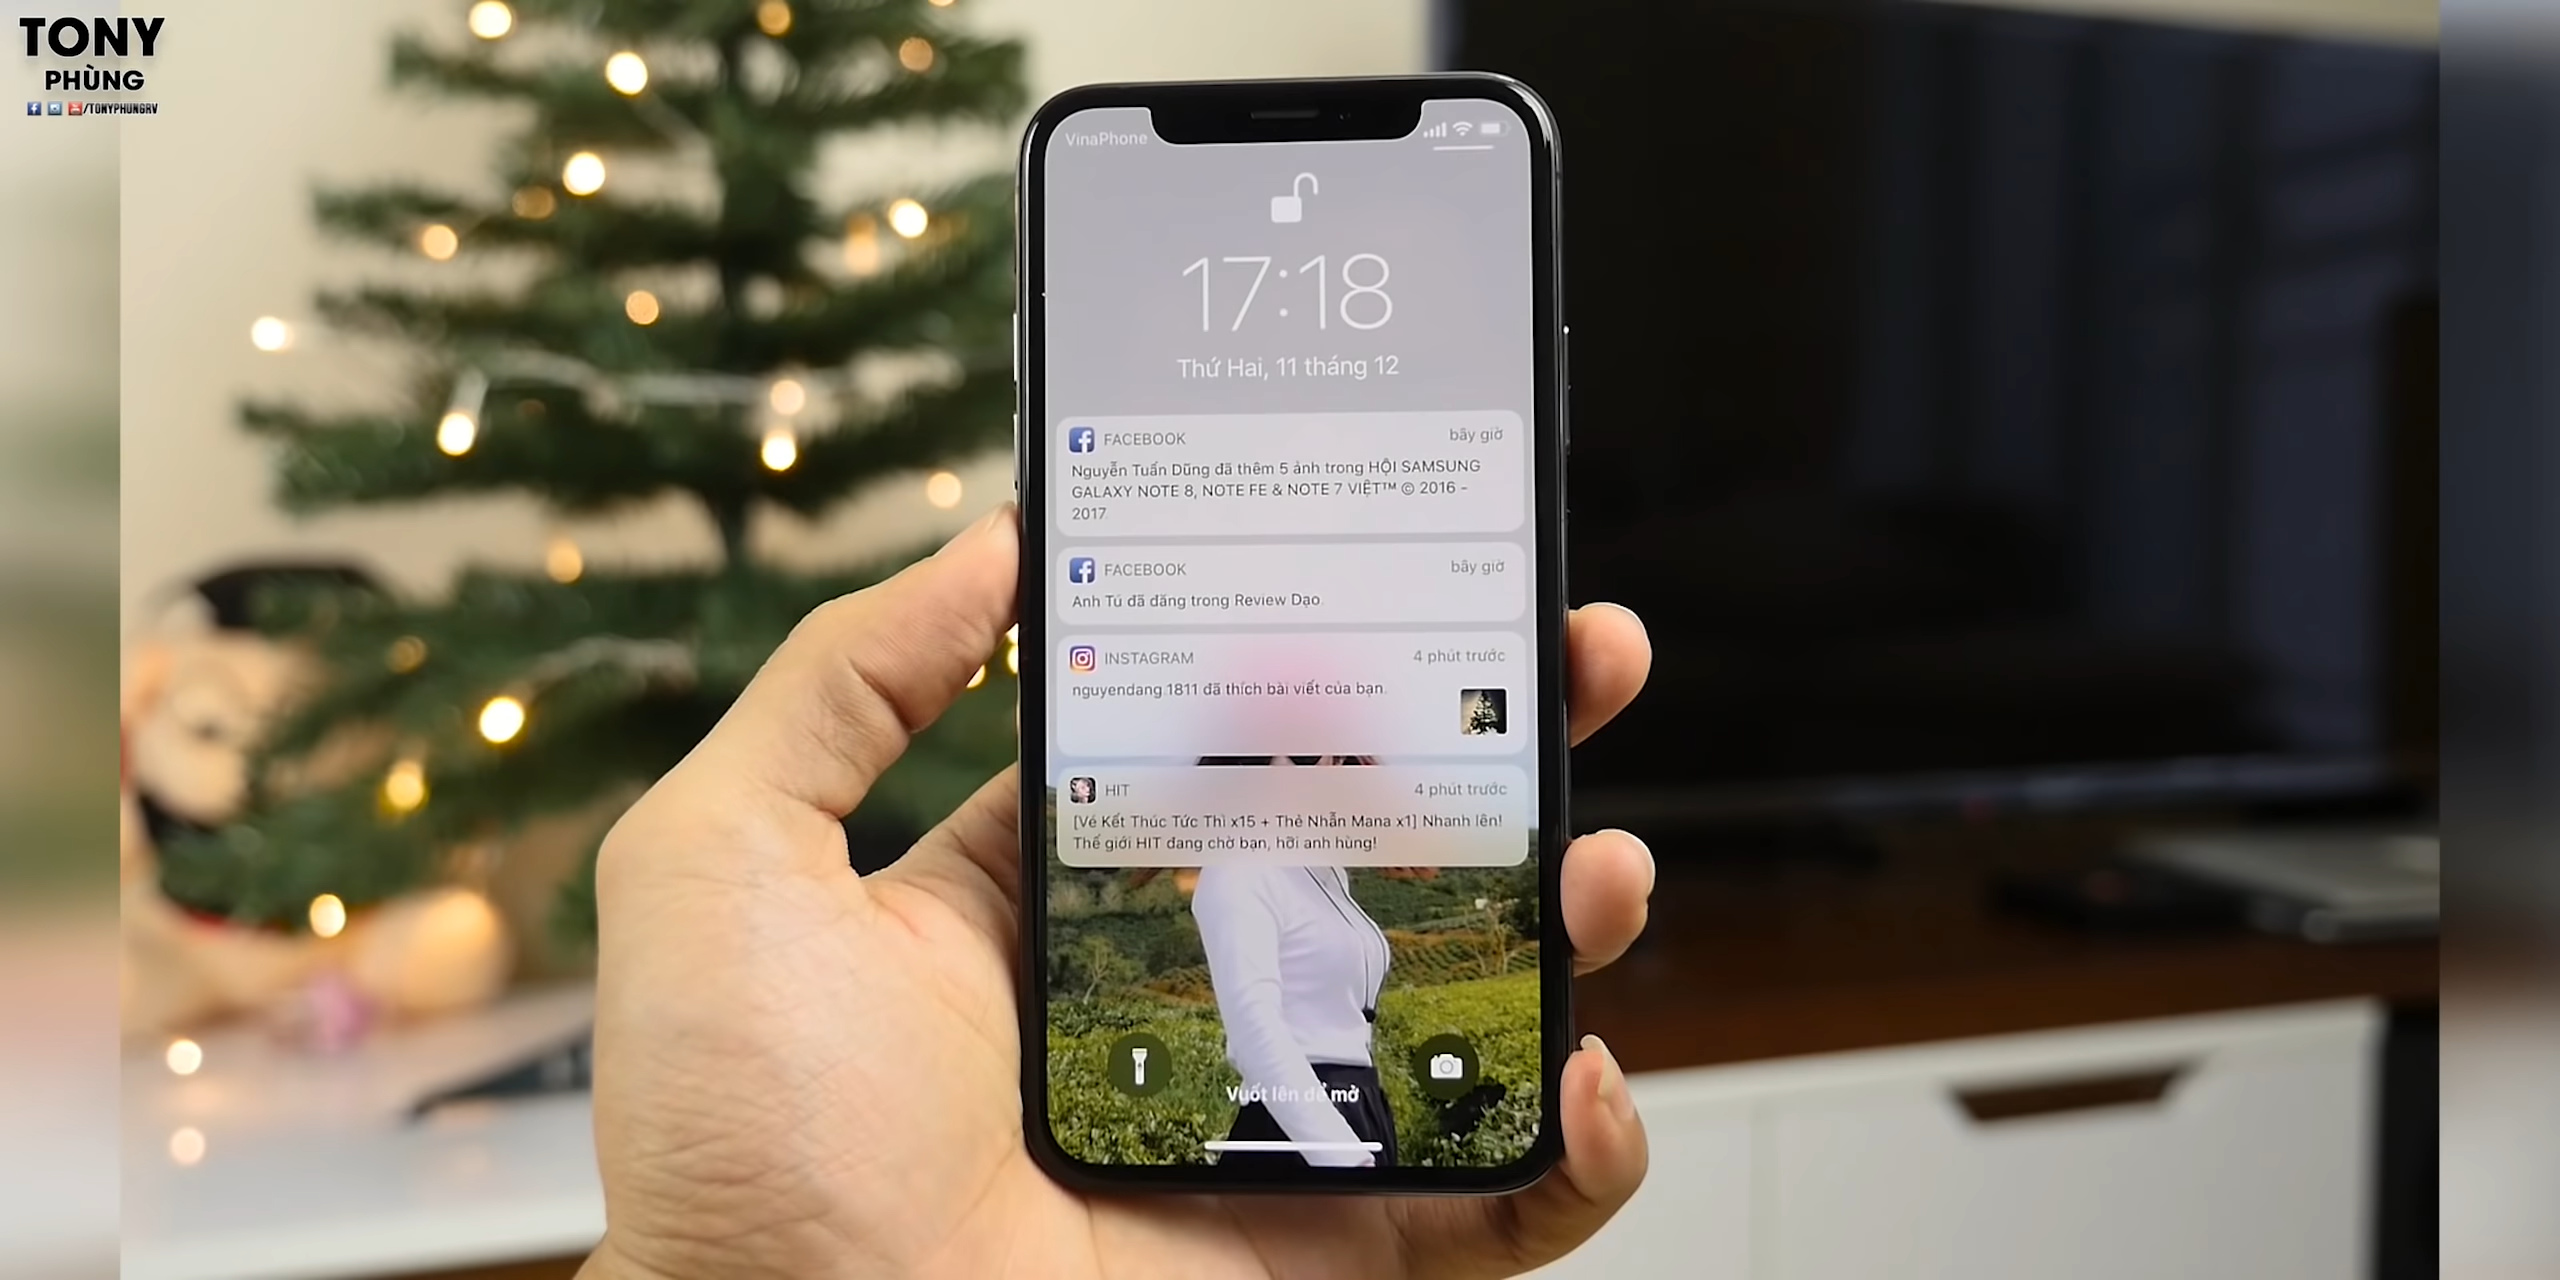 TONY
PHÙNG
/TONYPHUNGRV
VinaPhone
17:18
Thứ Hai, 11 tháng 12
FACEBOOK
bây giờ
Nguyễn Tuấn Dũng đã thêm 5 ảnh trong HỘI SAMSUNG
GALAXY NOTE 8, NOTE FE & NOTE 7 VIỆT™ © 2016 -
2017.
FACEBOOK
bây giờ
Anh Tú đã đăng trong Review Dạo.
INSTAGRAM
4 phút trước
nguyendang.1811 đã thích bài viết của bạn.
HIT
4 phút trước
[Vé Kết Thúc Tức Thì x15 + Thẻ Nhẫn Mana x1] Nhanh lên!
Thế giới HIT đang chờ bạn, hỡi anh hùng!
Vuốt lên để mở